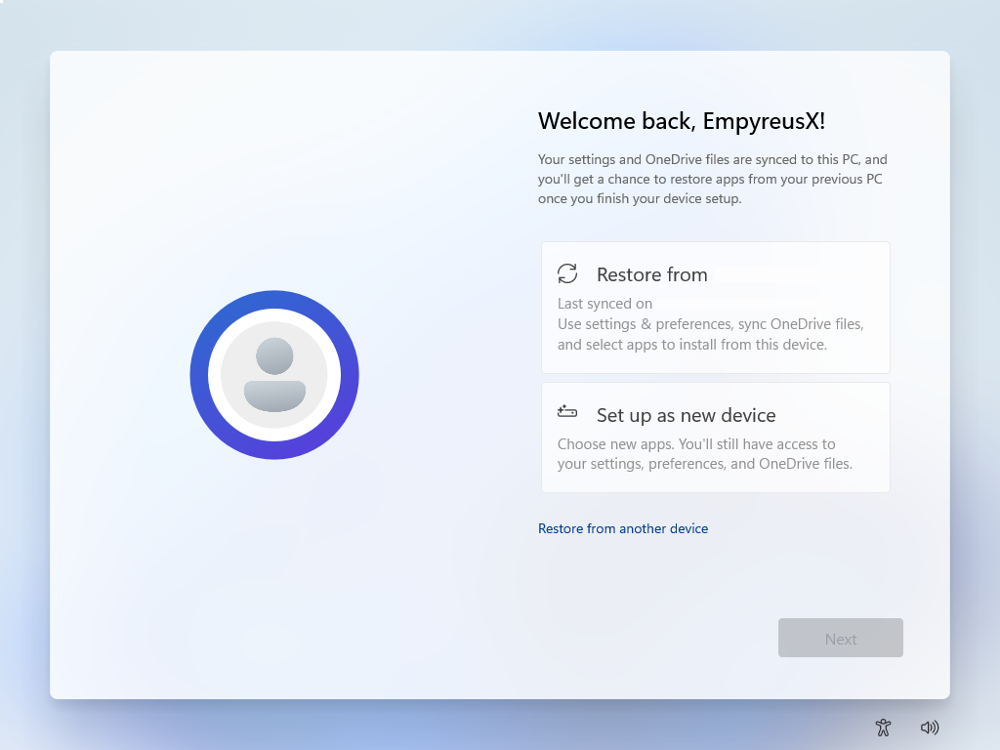 Welcome back, EmpyreusX!
Your settings and OneDrive files are synced to this PC, and
you'll get a chance to restore apps from your previous PC
once you finish your device setup.
Restore from
Last synced on
Use settings & preferences, sync OneDrive files,
and select apps to install from this device.
Set up as new device
Choose new apps. You'll still have access to
your settings, preferences, and OneDrive files.
Restore from another device
Next